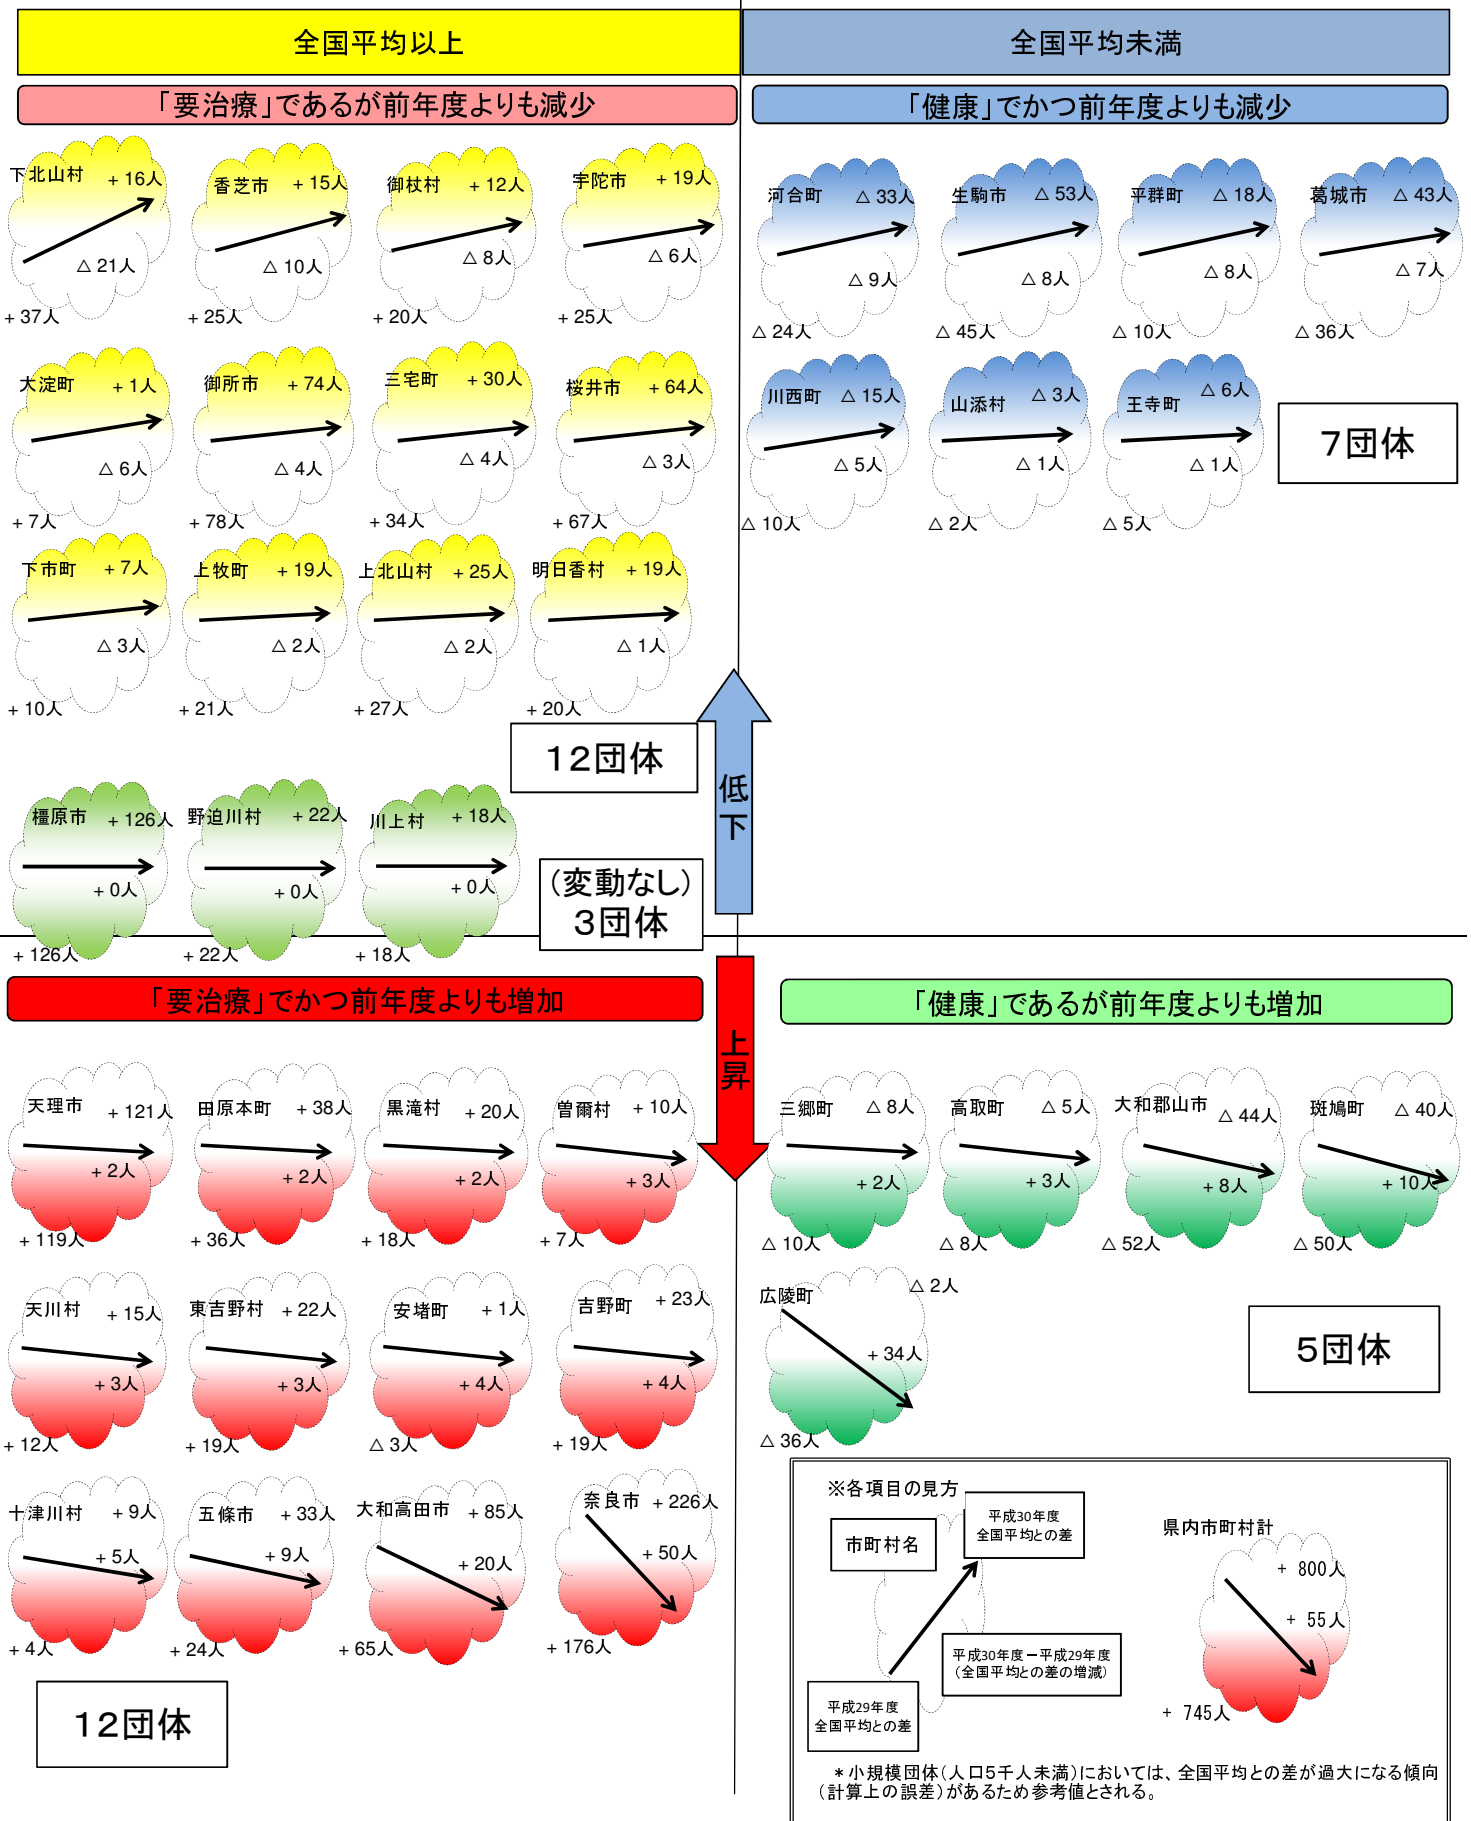 全国平均以上
全国平均未満
「要治療」であるが前年度よりも減少
「健康」でかつ前年度よりも減少
下北山村 + 16人
△ 21人
+ 37人
香芝市 + 15人
△ 10人
+ 25人
御杖村 + 12人
△ 8人
+ 20人
宇陀市 + 19人
△ 6人
+ 25人
大淀町 + 1人
△ 6人
+ 7人
御所市 + 74人
△ 4人
+ 78人
三宅町 + 30人
△ 4人
+ 34人
桜井市 + 64人
△ 3人
+ 67人
下市町 + 7人
△ 3人
+ 10人
上牧町 + 19人
△ 2人
+ 21人
上北山村 + 25人
△ 2人
+ 27人
明日香村 + 19人
△ 1人
+ 20人
12団体
河合町 △ 33人
△ 9人
△ 24人
生駒市 △ 53人
△ 8人
△ 45人
平群町 △ 18人
△ 8人
△ 10人
葛城市 △ 43人
△ 7人
△ 36人
川西町 △ 15人
△ 5人
△ 10人
山添村 △ 3人
△ 1人
△ 2人
王寺町 △ 6人
△ 1人
△ 5人
7団体
低下
橿原市 + 126人
+ 0人
+ 126人
野迫川村 + 22人
+ 0人
+ 22人
川上村 + 18人
+ 0人
+ 18人
（変動なし）
3団体
上昇
「要治療」でかつ前年度よりも増加
「健康」であるが前年度よりも増加
天理市 + 121人
+ 2人
+ 119人
田原本町 + 38人
+ 2人
+ 36人
黒滝村 + 20人
+ 2人
+ 18人
曽爾村 + 10人
+ 3人
+ 7人
天川村 + 15人
+ 3人
+ 12人
東吉野村 + 22人
+ 3人
+ 19人
安堵町 + 1人
+ 4人
△ 3人
吉野町 + 23人
+ 4人
+ 19人
十津川村 + 9人
+ 5人
+ 4人
五條市 + 33人
+ 9人
+ 24人
大和高田市 + 85人
+ 20人
+ 65人
奈良市 + 226人
+ 50人
+ 176人
12団体
三郷町 △ 8人
+ 2人
△ 10人
高取町 △ 5人
+ 3人
△ 8人
大和郡山市 △ 44人
+ 8人
△ 52人
斑鳩町 △ 40人
+ 10人
△ 50人
広陵町 △ 2人
+ 34人
△ 36人
5団体
※各項目の見方
市町村名
平成30年度
全国平均との差
平成30年度－平成29年度
（全国平均との差の増減）
平成29年度
全国平均との差
県内市町村計
+ 800人
+ 55人
+ 745人
＊小規模団体（人口5千人未満）においては、全国平均との差が過大になる傾向
（計算上の誤差）があるため参考値とされる。